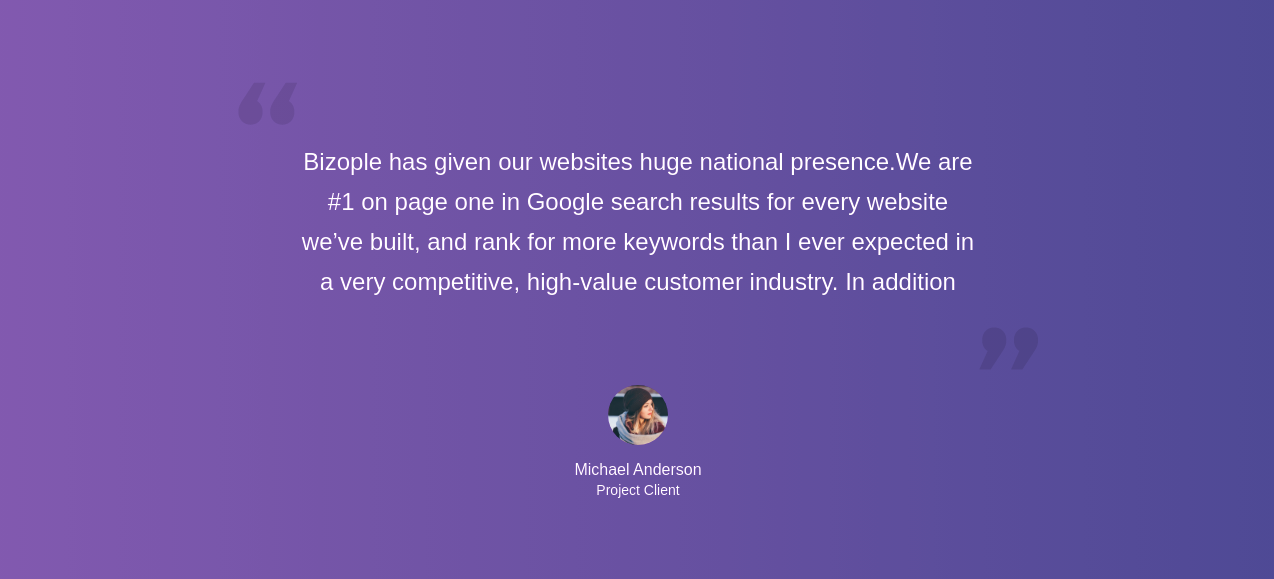 Bizople has given our websites huge national presence.We are
#1 on page one in Google search results for every website
we’ve built, and rank for more keywords than I ever expected in
a very competitive, high-value customer industry. In addition
Michael Anderson
Project Client